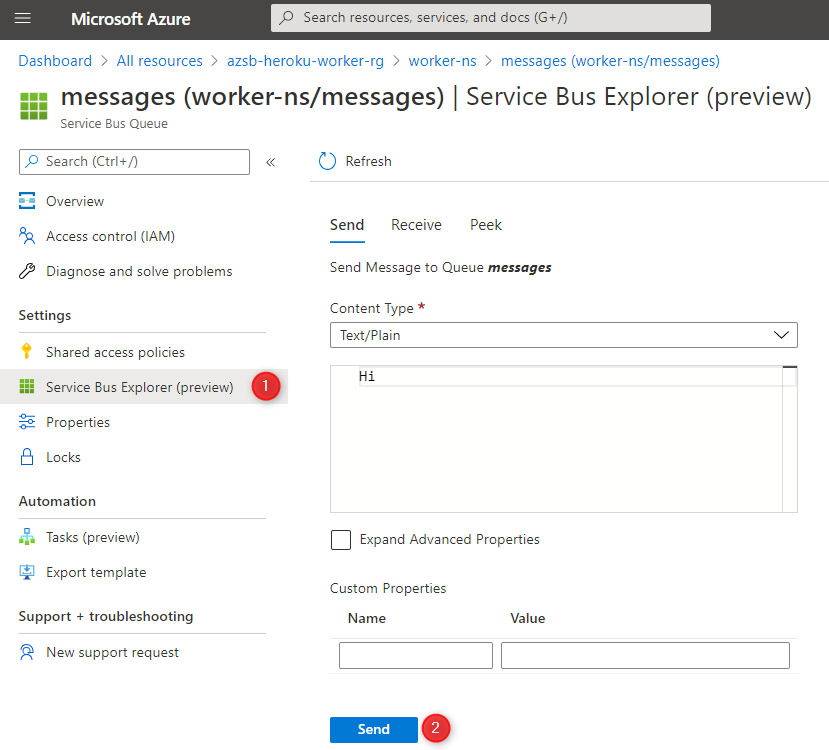 Microsoft Azure
Search resources, services, and docs (G+/)
Dashboard > All resources > azsb-heroku-worker-rg > worker-ns > messages (worker-ns/messages)
messages (worker-ns/messages) | Service Bus Explorer (preview)
Service Bus Queue
Search (Ctrl+/)
«
Overview
Access control (IAM)
Diagnose and solve problems
Settings
Shared access policies
Service Bus Explorer (preview)
1
Properties
Locks
Automation
Tasks (preview)
Export template
Support + troubleshooting
New support request
Refresh
Send Receive Peek
Send Message to Queue messages
Content Type *
Text/Plain
Hi
Expand Advanced Properties
Custom Properties
Name Value
Send
2